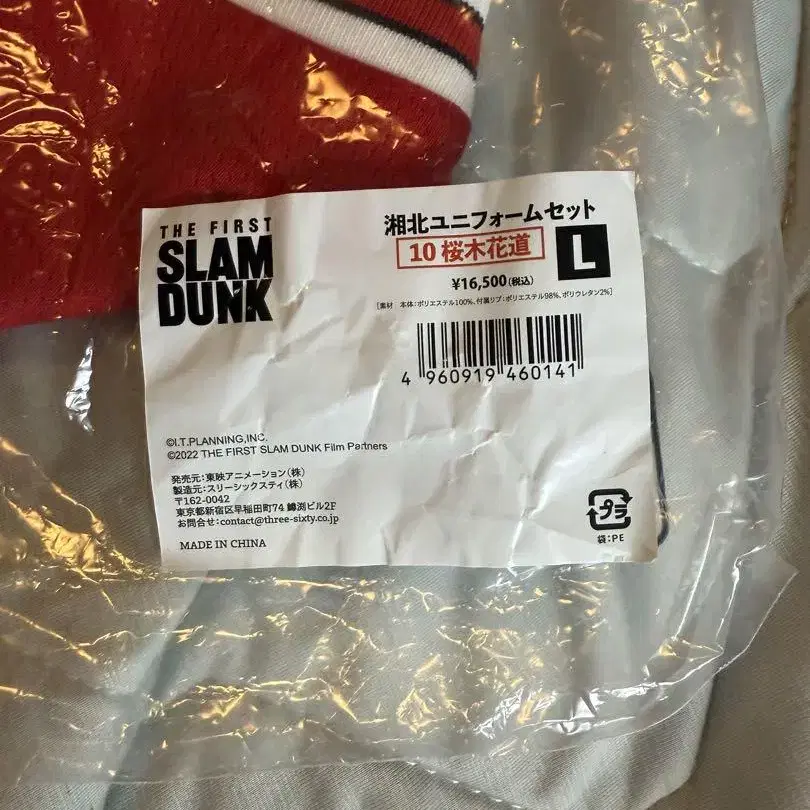 THE FIRST
SLAM
DUNK
湘北ユニフォームセット
10 桜木花道
L
¥16,500(税込)
[素材 本体:ポリエステル100%、付属リブ:ポリエステル98%、ポリウレタン2%]
4 960919 460141
©I.T.PLANNING,INC.
©2022 THE FIRST SLAM DUNK Film Partners
発売元:東映アニメーション(株)
製造元:スリーシックスティ(株)
〒162-0042
東京都新宿区早稲田町74 鱒渕ビル2F
お問合せ:contact@three-sixty.co.jp
MADE IN CHINA
プラ
袋:PE